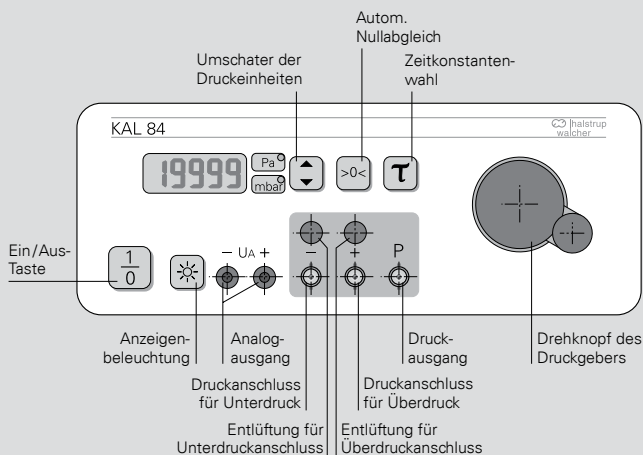 Autom.
Nullabgleich
Umschater der
Druckeinheiten
Zeitkonstanten-
wahl
KAL 84
halstrup
walcher
19999
Pa
mbar
>0<
τ
Ein/Aus-
Taste
1
0
− UA +
−
+
P
Anzeigen-
beleuchtung
Analog-
ausgang
Druck-
ausgang
Drehknopf des
Druckgebers
Druckanschluss
für Unterdruck
Druckanschluss
für Überdruck
Entlüftung für
Unterdruckanschluss
Entlüftung für
Überdruckanschluss